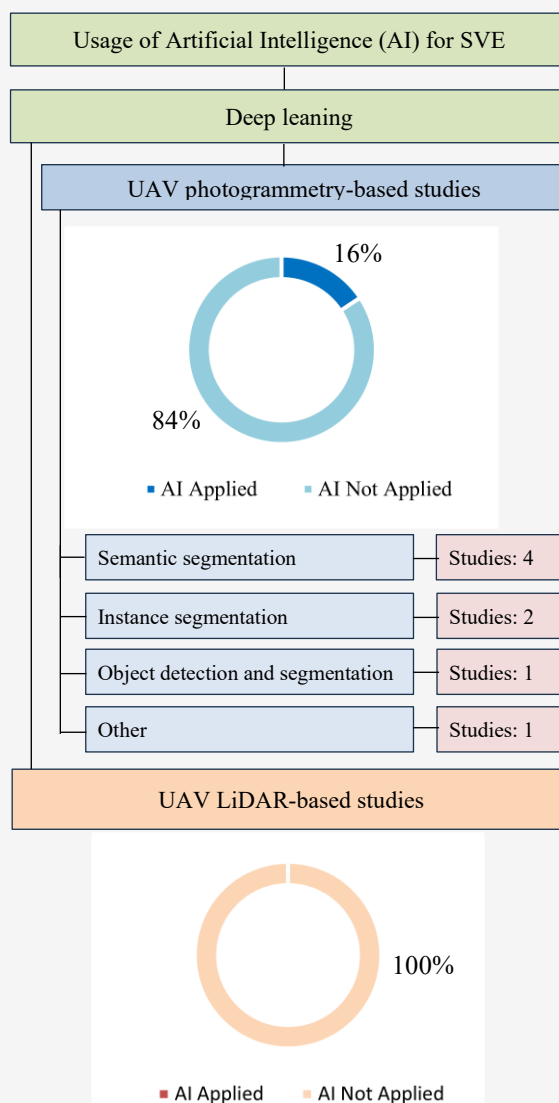 Usage of Artificial Intelligence (AI) for SVE
Deep leaning
UAV photogrammetry-based studies
16%
84%
AI Applied
AI Not Applied
Semantic segmentation
Studies: 4
Instance segmentation
Studies: 2
Object detection and segmentation
Studies: 1
Other
Studies: 1
UAV LiDAR-based studies
100%
AI Applied
AI Not Applied